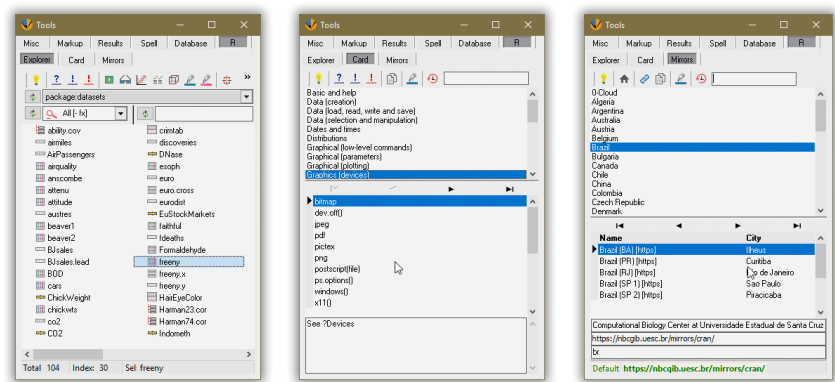 Tools
Misc Markup Results Spell Database R
Explorer Card Mirrors
package:datasets
All [- fx]
ability.cov
airmiles
AirPassengers
airquality
anscombe
attenu
attitude
austres
beaver1
beaver2
BJsales
BJsales.lead
BOD
cars
ChickWeight
chickwts
co2
CO2
crimtab
discoveries
DNase
esoph
euro
euro.cross
eurodist
EuStockMarkets
faithful
fdeaths
Formaldehyde
freeny
freeny.x
freeny.y
HairEyeColor
Harman23.cor
Harman74.cor
Indometh
Total 104 Index: 30 Sel: freeny
Tools
Misc Markup Results Spell Database R
Explorer Card Mirrors
Basic and help
Data (creation)
Data (load, read, write and save)
Data (selection and manipulation)
Dates and times
Distributions
Graphical (low-level commands)
Graphical (parameters)
Graphical (plotting)
Graphics (devices)
bitmap
dev.off()
jpeg
pdf
pictex
png
postscript(file)
ps.options()
windows()
x11()
See ?Devices
Tools
Misc Markup Results Spell Database R
Explorer Card Mirrors
0-Cloud
Algeria
Argentina
Australia
Austria
Belgium
Brazil
Bulgaria
Canada
Chile
China
Colombia
Czech Republic
Denmark
Name City
Brazil (BA) [https] Ilheus
Brazil (PR) [https] Curitiba
Brazil (RJ) [https] de Janeiro
Brazil (SP 1) [https] Sao Paulo
Brazil (SP 2) [https] Piracicaba
Computational Biology Center at Universidade Estadual de Santa Cruz
https://nbcgib.uesc.br/mirrors/cran/
br
Default https://nbcgib.uesc.br/mirrors/cran/